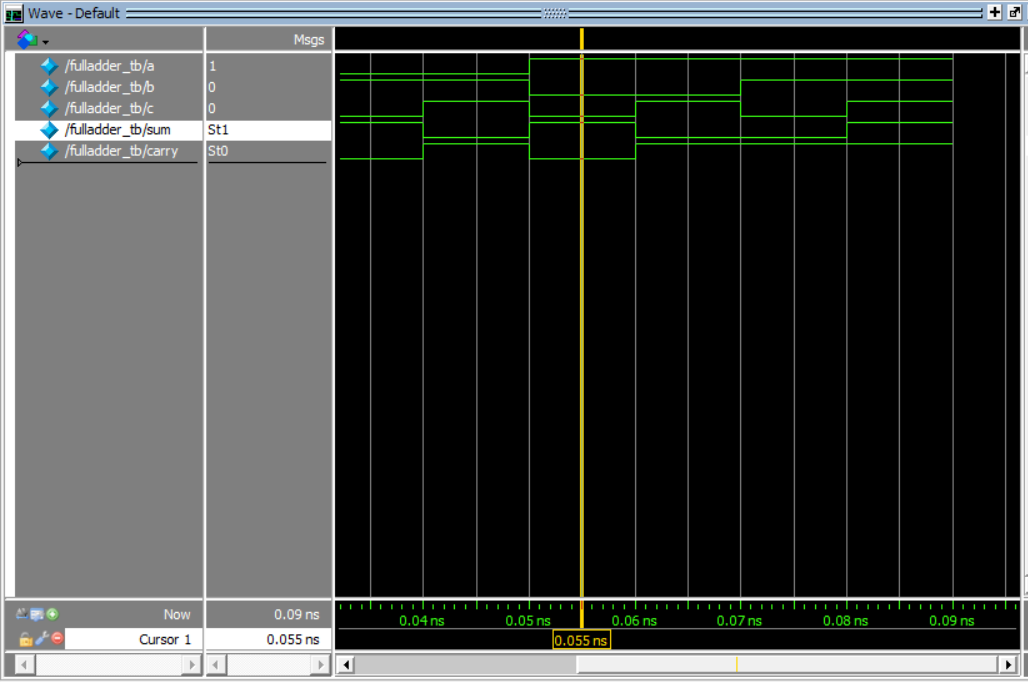 Wave - Default
Msgs
/fulladder_tb/a 1
/fulladder_tb/b 0
/fulladder_tb/c 0
/fulladder_tb/sum St1
/fulladder_tb/carry St0
Now 0.09 ns
0.04 ns 0.05 ns 0.06 ns 0.07 ns 0.08 ns 0.09 ns
Cursor 1 0.055 ns 0.055 ns